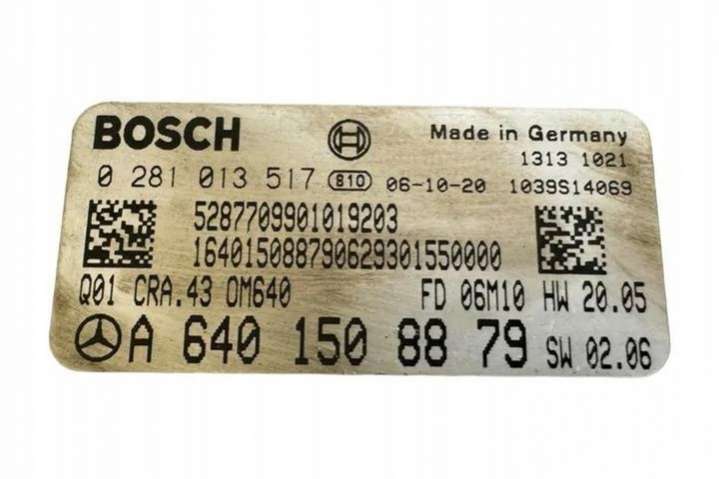 BOSCH Made in Germany
1313 1021
0 281 013 517 810 06-10-20 1039S14069
5287709901019203
164015088790629301550000
Q01 CRA.43 OM640 FD 06M10 HW 20.05
A 640 150 88 79 SW 02.06